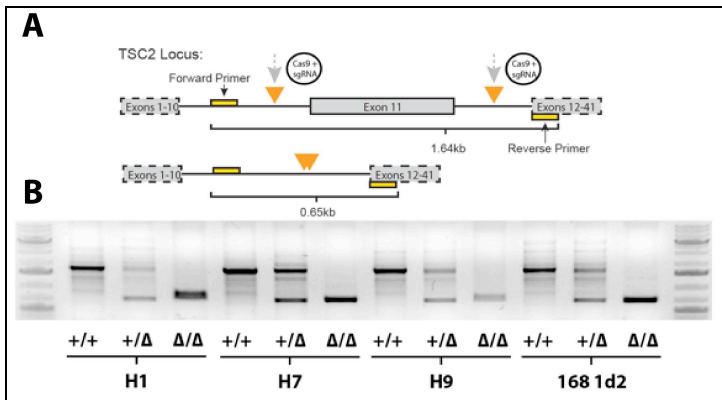 A
TSC2 Locus:
Cas9 +
sgRNA
Cas9 +
sgRNA
Forward Primer
Exons 1-10
Exon 11
Exons 12-41
1.64kb
Reverse Primer
Exons 1-10
Exons 12-41
0.65kb
B
+/+ +/Δ Δ/Δ +/+ +/Δ Δ/Δ +/+ +/Δ Δ/Δ +/+ +/Δ Δ/Δ
H1 H7 H9 168 1d2